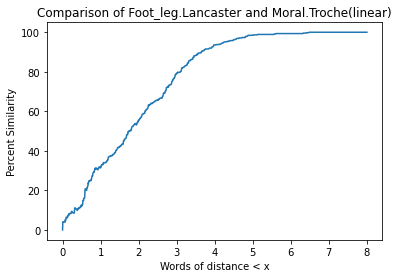 Comparison of Foot_leg.Lancaster and Moral.Troche(linear)
100
80
60
40
20
0
Percent Similarity
0 1 2 3 4 5 6 7 8
Words of distance < x